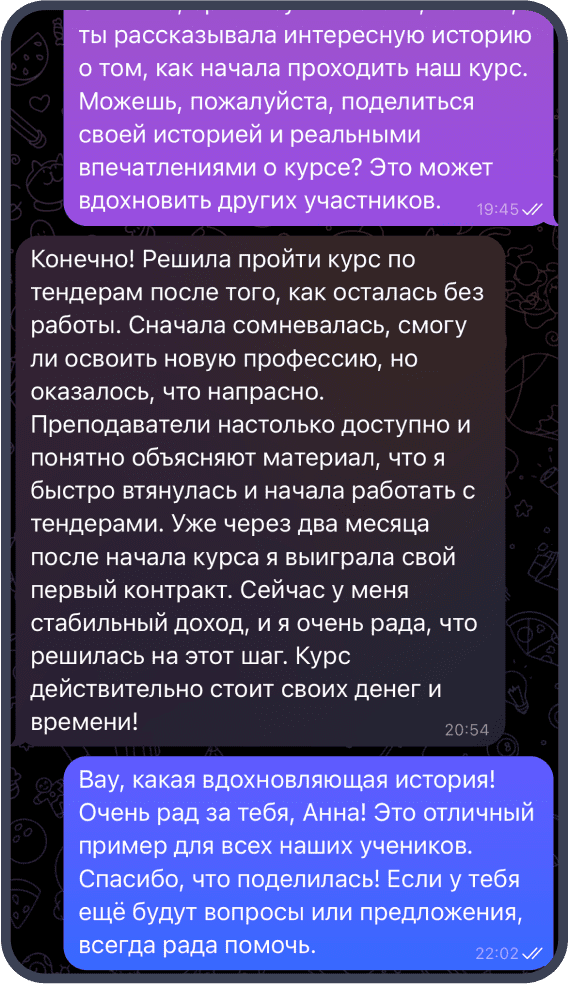 ты рассказывала интересную историю
о том, как начала проходить наш курс.
Можешь, пожалуйста, поделиться
своей историей и реальными
впечатлениями о курсе? Это может
вдохновить других участников.
19:45
Конечно! Решила пройти курс по
тендерам после того, как осталась без
работы. Сначала сомневалась, смогу
ли освоить новую профессию, но
оказалось, что напрасно.
Преподаватели настолько доступно и
понятно объясняют материал, что я
быстро втянулась и начала работать с
тендерами. Уже через два месяца
после начала курса я выиграла свой
первый контракт. Сейчас у меня
стабильный доход, и я очень рада, что
решилась на этот шаг. Курс
действительно стоит своих денег и
времени!
20:54
Вау, какая вдохновляющая история!
Очень рад за тебя, Анна! Это отличный
пример для всех наших учеников.
Спасибо, что поделилась! Если у тебя
ещё будут вопросы или предложения,
всегда рада помочь.
22:02